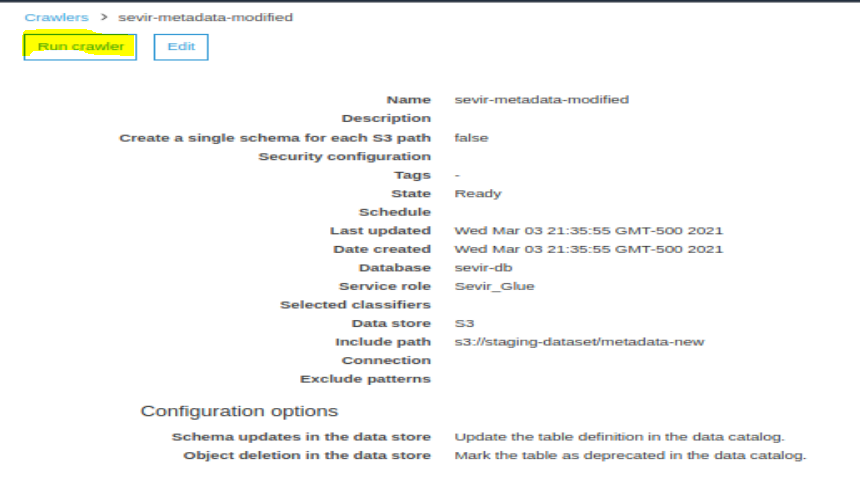 Crawlers > sevir-metadata-modified
Run crawler Edit
Name sevir-metadata-modified
Description
Create a single schema for each S3 path false
Security configuration
Tags -
State Ready
Schedule
Last updated Wed Mar 03 21:35:55 GMT-500 2021
Date created Wed Mar 03 21:35:55 GMT-500 2021
Database sevir-db
Service role Sevir_Glue
Selected classifiers
Data store S3
Include path s3://staging-dataset/metadata-new
Connection
Exclude patterns
Configuration options
Schema updates in the data store Update the table definition in the data catalog.
Object deletion in the data store Mark the table as deprecated in the data catalog.